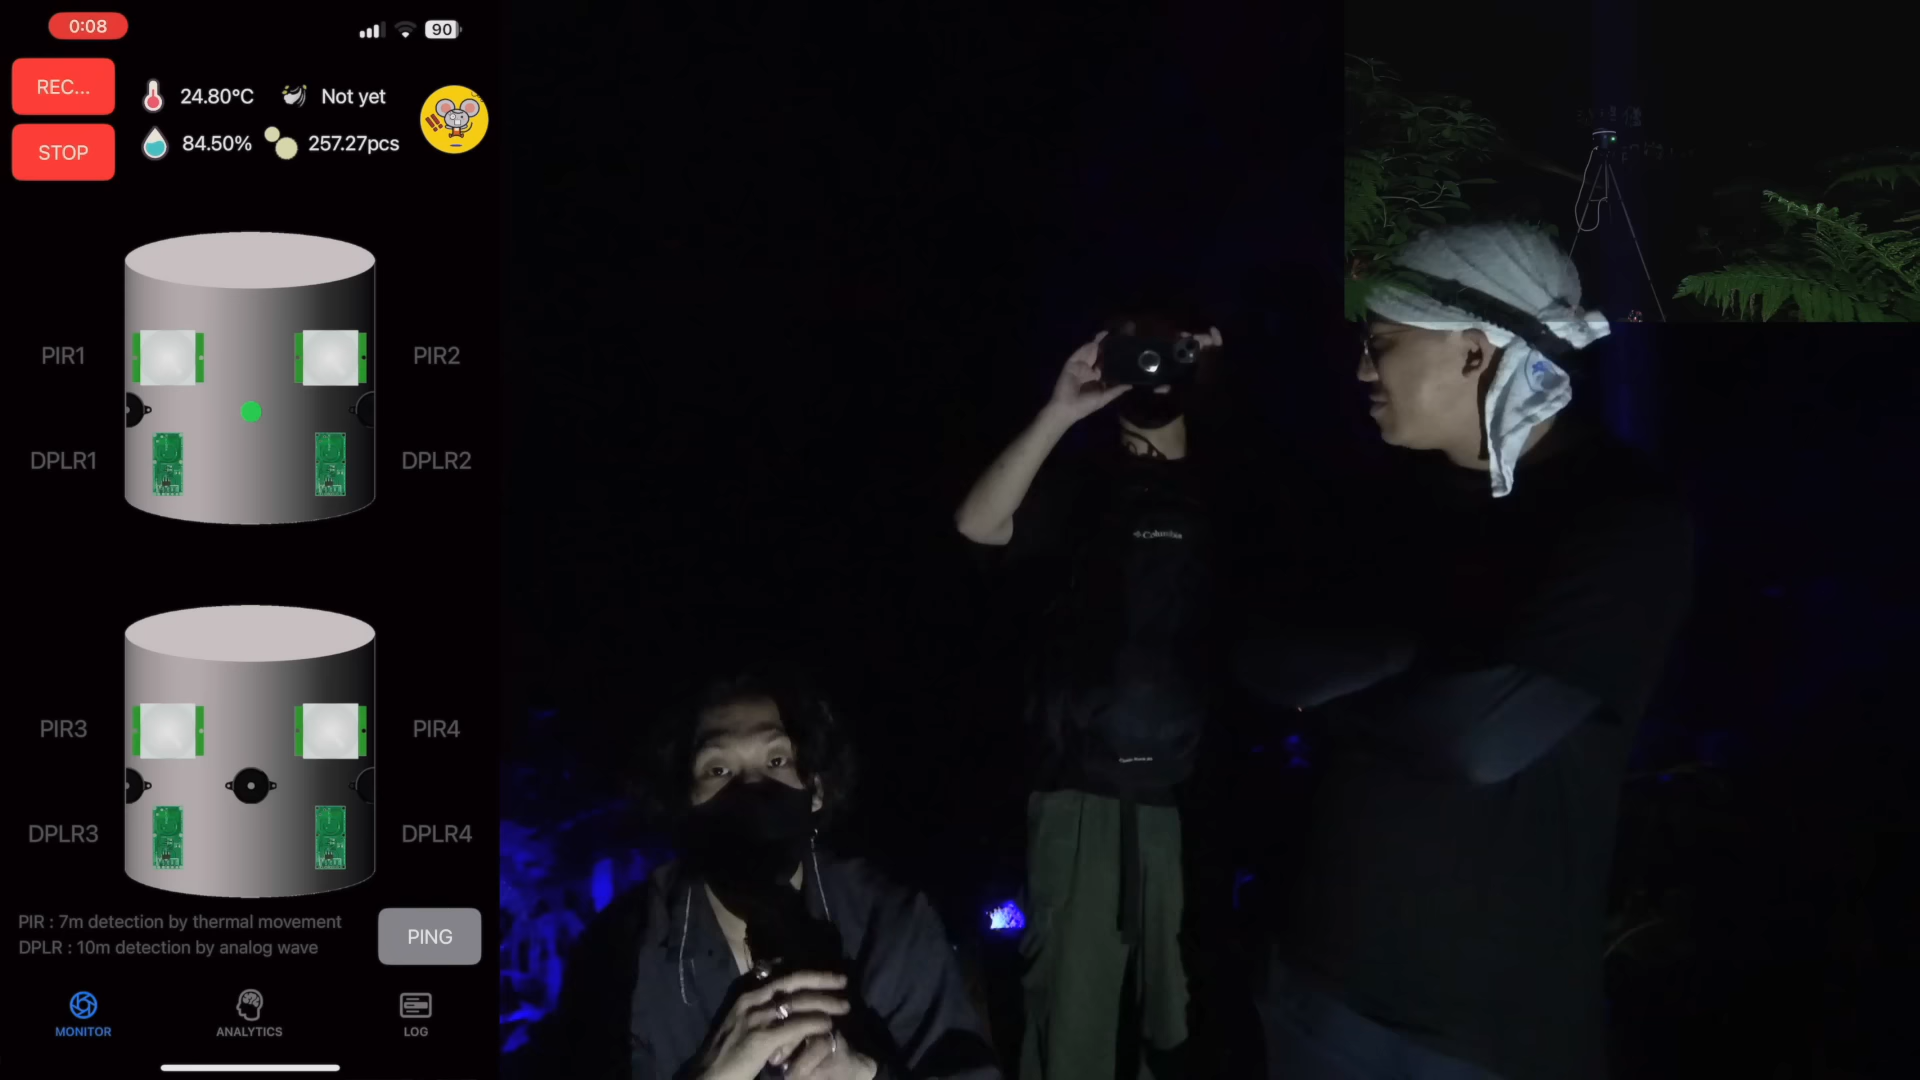 0:08
90
REC...
24.80°C
Not yet
STOP
84.50%
257.27pcs
PIR1
PIR2
DPLR1
DPLR2
PIR3
PIR4
DPLR3
DPLR4
PIR : 7m detection by thermal movement
DPLR : 10m detection by analog wave
PING
MONITOR
ANALYTICS
LOG
Columbia